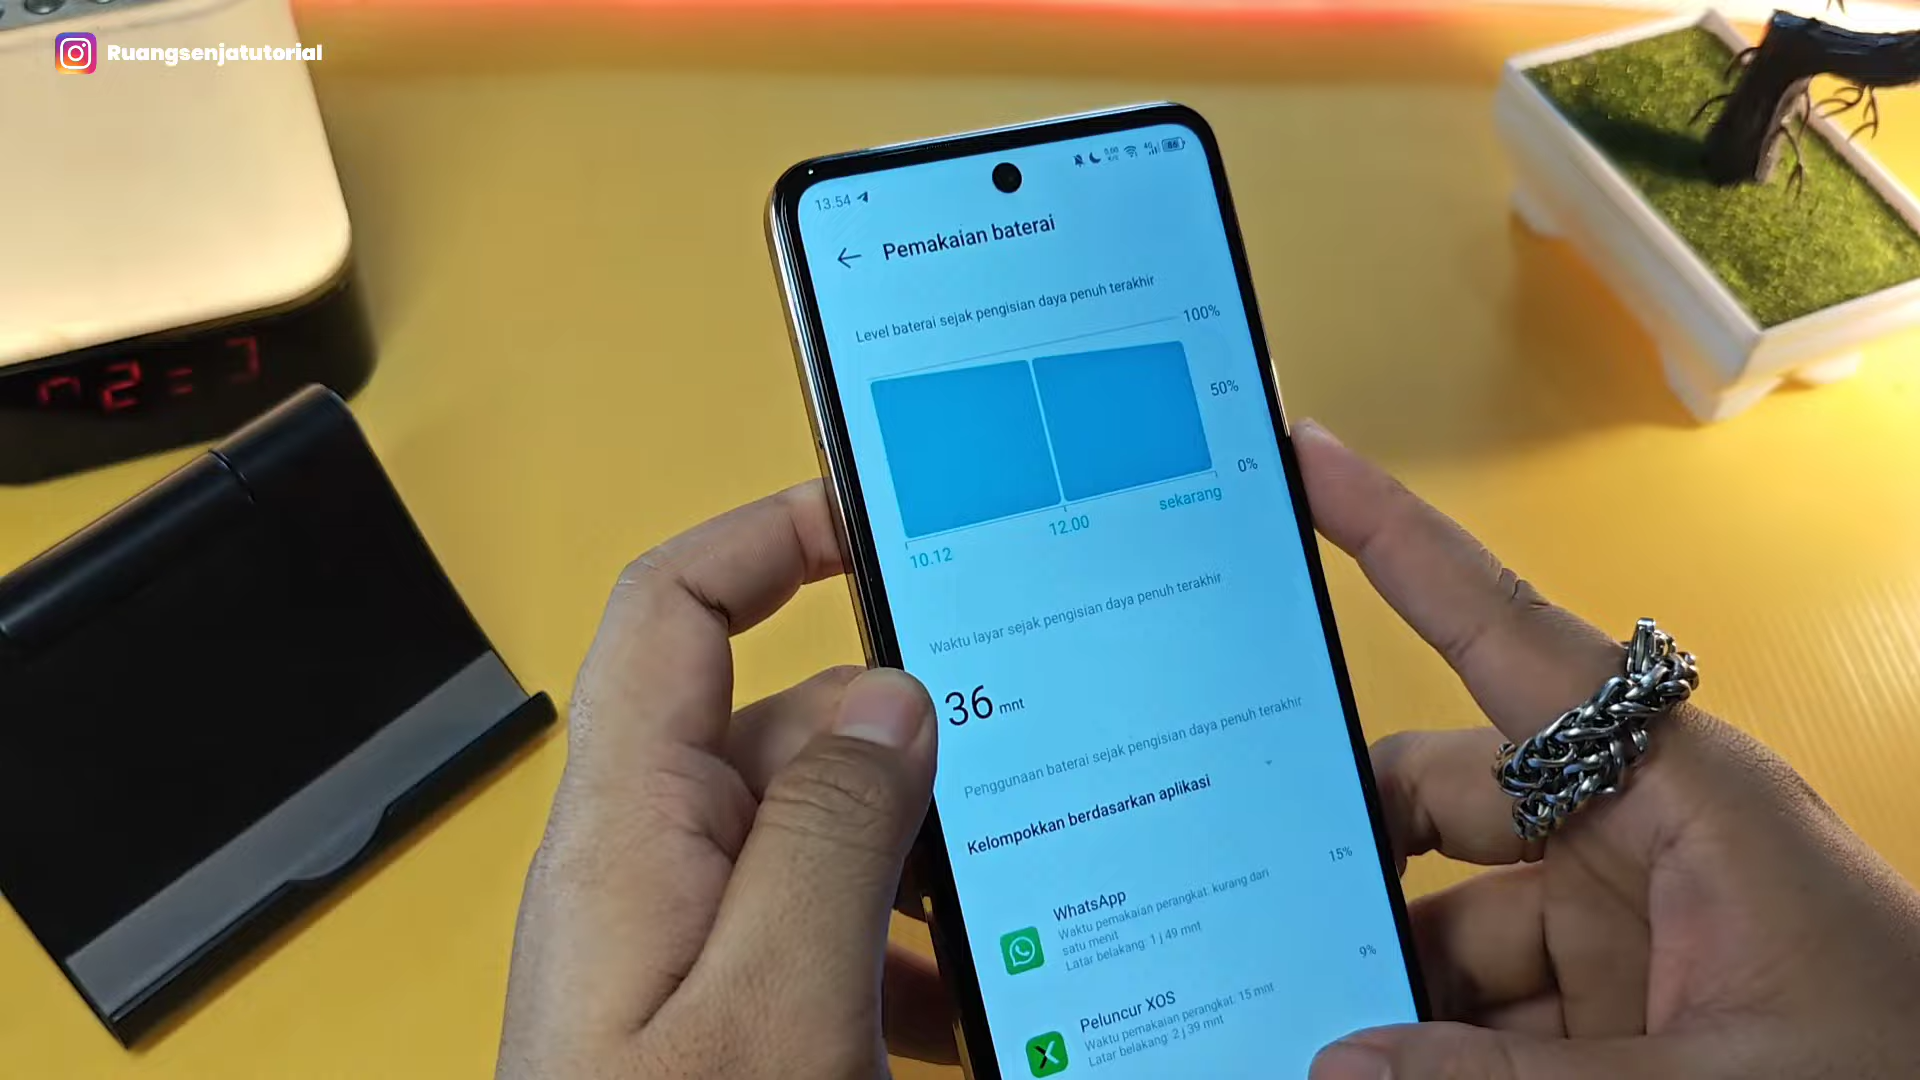 Ruangsenjatutorial
13.54
86
Pemakaian baterai
Level baterai sejak pengisian daya penuh terakhir
100%
50%
0%
10.12
12.00
sekarang
Waktu layar sejak pengisian daya penuh terakhir
36 mnt
Penggunaan baterai sejak pengisian daya penuh terakhir
Kelompokkan berdasarkan aplikasi
WhatsApp
15%
Waktu pemakaian perangkat: kurang dari
satu menit
Latar belakang: 1 j 49 mnt
Peluncur XOS
9%
Waktu pemakaian perangkat: 15 mnt
Latar belakang: 2 j 39 mnt